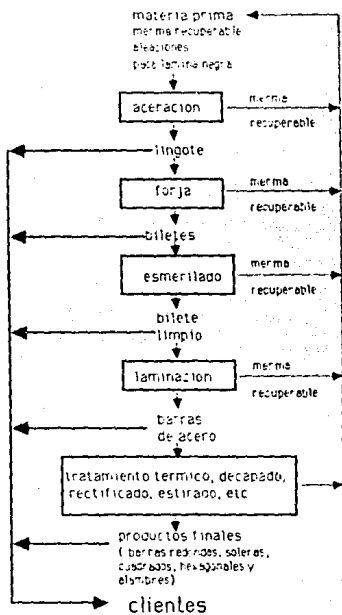 materia prima
merma recuperable
aleaciones
para lamina negra
aceracion
merma
recuperable
lingote
forja
merma
recuperable
biletes
esmerilado
merma
recuperable
bilete
limpio
laminacion
merma
recuperable
barras
de acero
tratamiento termico, decapado,
rectificado, estirado, etc
productos finales
( barras redondas, soleras,
cuadrados, hexagonales y
alambres)
clientes